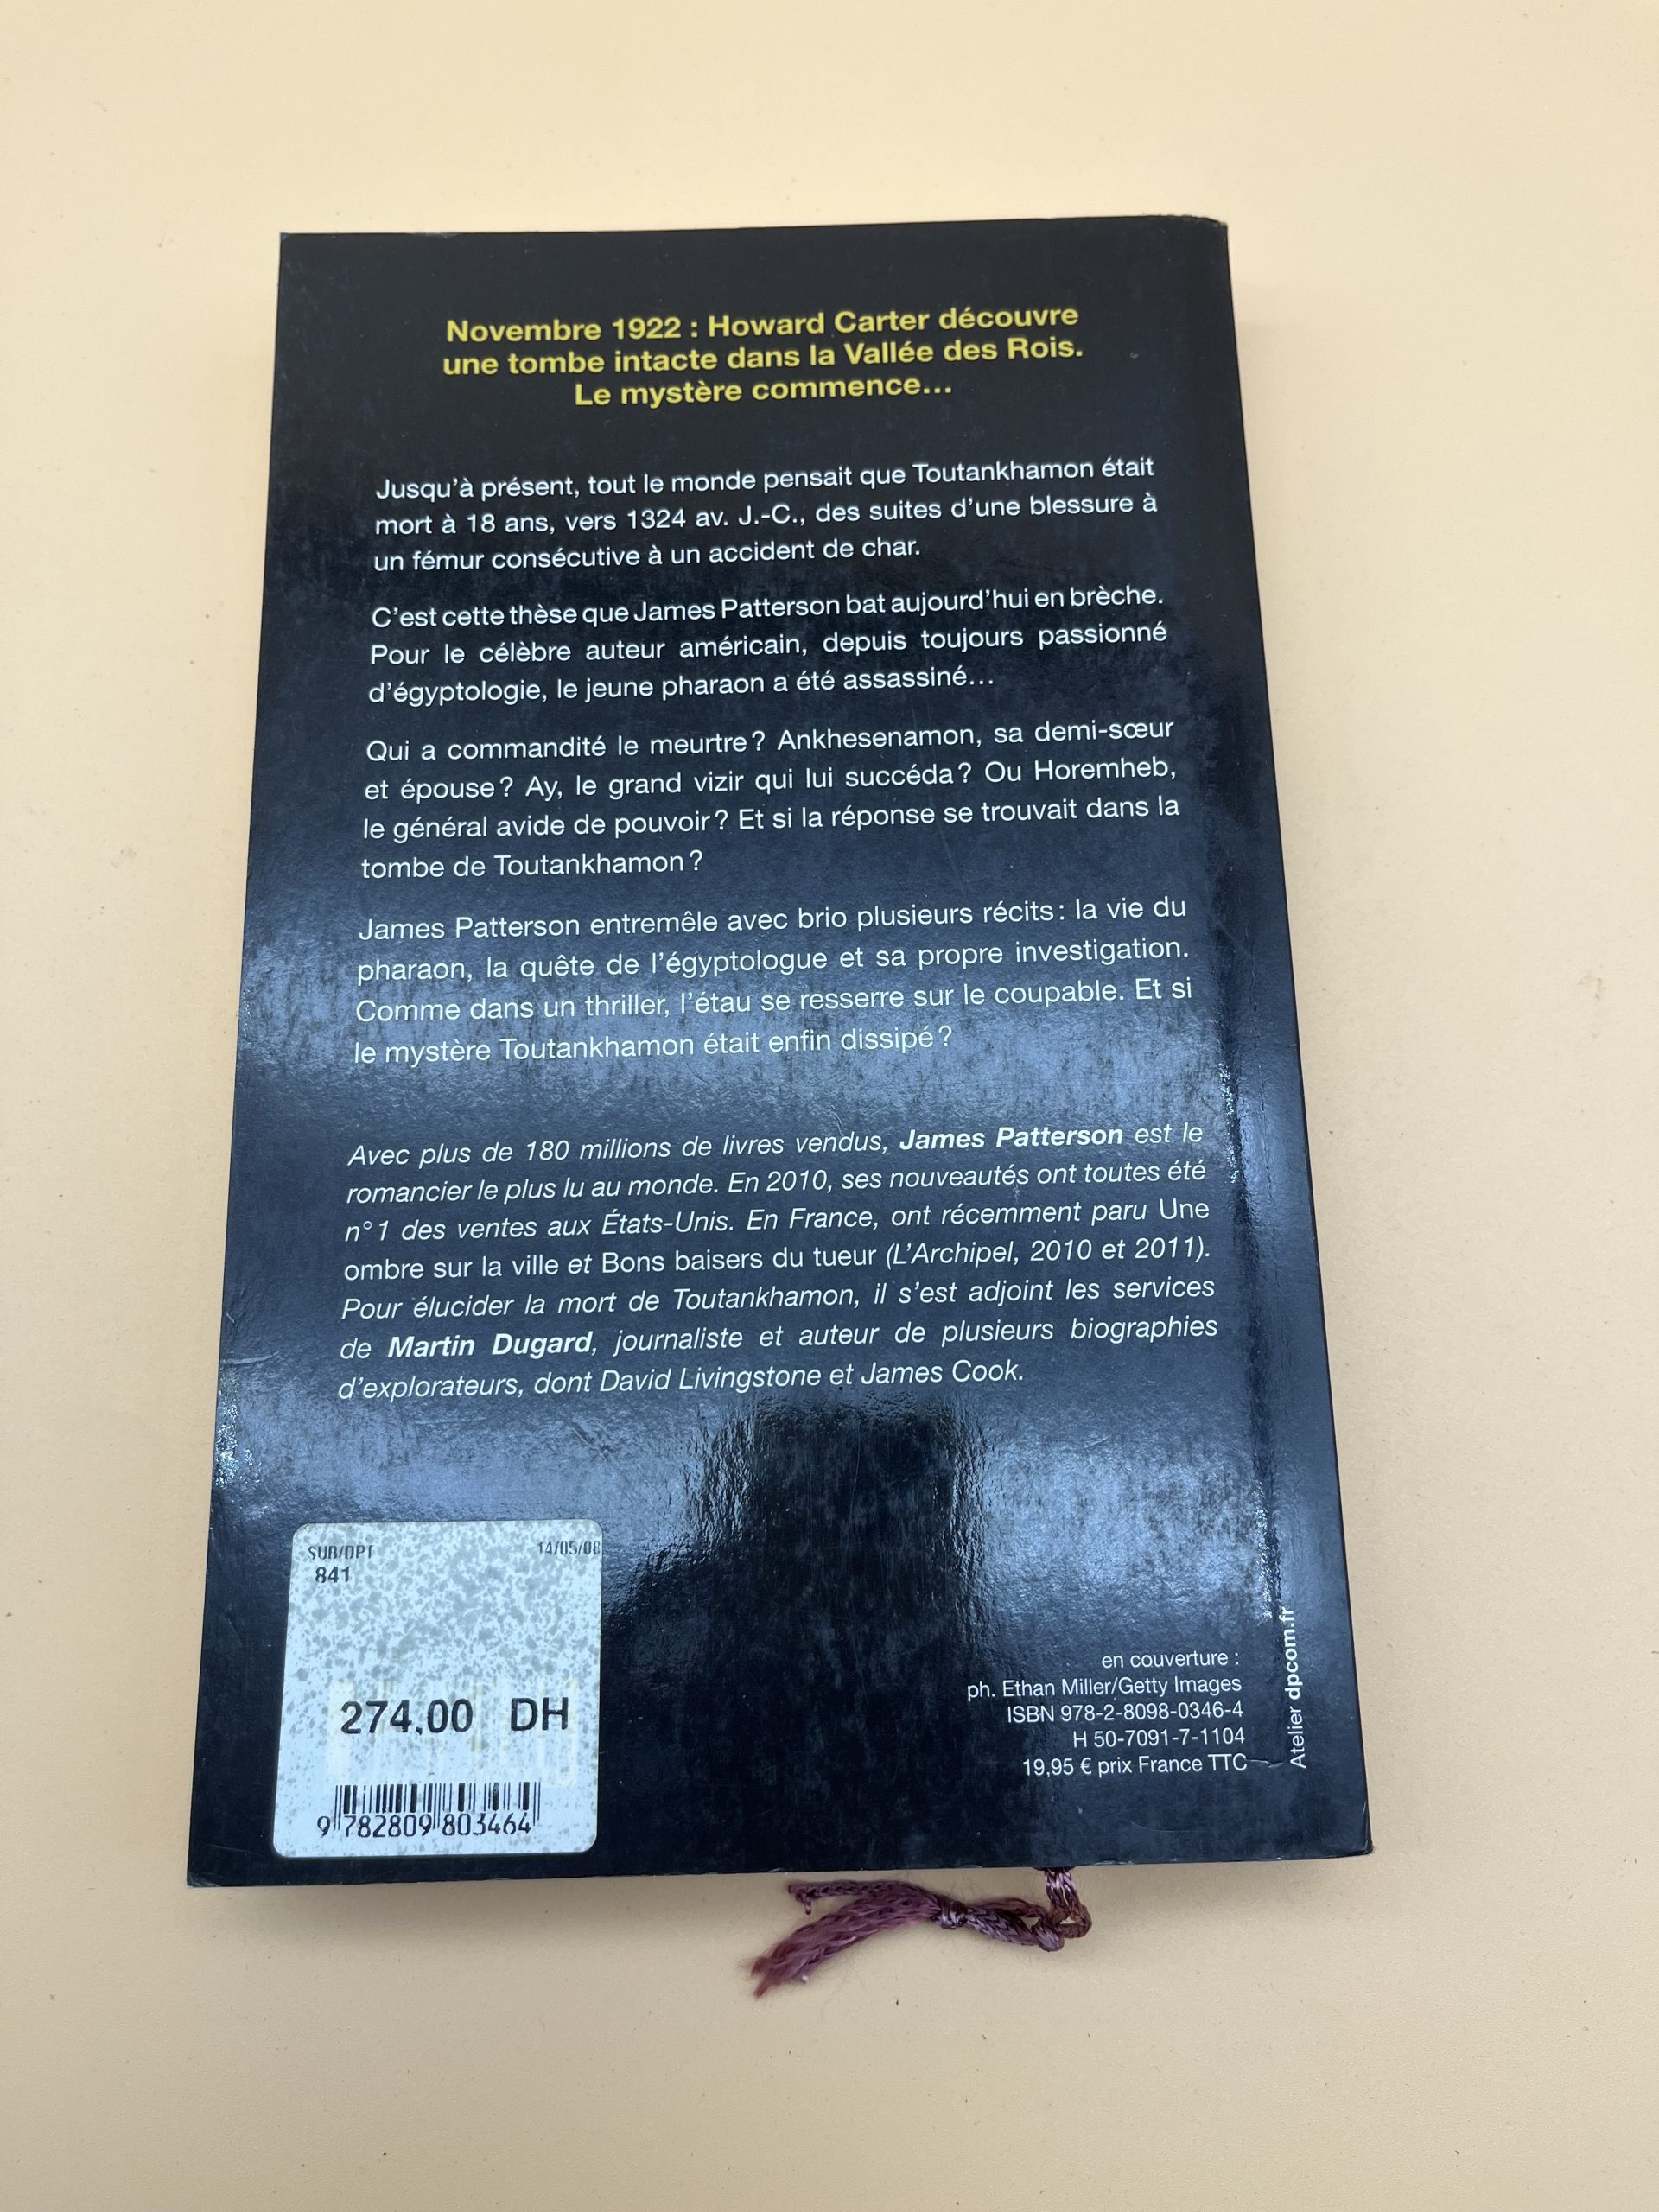 Novembre 1922 : Howard Carter découvre
une tombe intacte dans la Vallée des Rois.
Le mystère commence…
Jusqu’à présent, tout le monde pensait que Toutankhamon était
mort à 18 ans, vers 1324 av. J.-C., des suites d’une blessure à
un fémur consécutive à un accident de char.
C’est cette thèse que James Patterson bat aujourd’hui en brèche.
Pour le célèbre auteur américain, depuis toujours passionné
d’égyptologie, le jeune pharaon a été assassiné…
Qui a commandité le meurtre ? Ankhesenamon, sa demi-sœur
et épouse ? Ay, le grand vizir qui lui succéda ? Ou Horemheb,
le général avide de pouvoir ? Et si la réponse se trouvait dans la
tombe de Toutankhamon ?
James Patterson entremêle avec brio plusieurs récits : la vie du
pharaon, la quête de l’égyptologue et sa propre investigation.
Comme dans un thriller, l’étau se resserre sur le coupable. Et si
le mystère Toutankhamon était enfin dissipé ?
Avec plus de 180 millions de livres vendus, James Patterson est le
romancier le plus lu au monde. En 2010, ses nouveautés ont toutes été
n° 1 des ventes aux États-Unis. En France, ont récemment paru Une
ombre sur la ville et Bons baisers du tueur (L’Archipel, 2010 et 2011).
Pour élucider la mort de Toutankhamon, il s’est adjoint les services
de Martin Dugard, journaliste et auteur de plusieurs biographies
d’explorateurs, dont David Livingstone et James Cook.
SUB/DPT 14/05/08
841
274,00 DH
9 782809 803464
en couverture :
ph. Ethan Miller/Getty Images
ISBN 978-2-8098-0346-4
H 50-7091-7-1104
19,95 € prix France TTC
Atelier dpcom.fr